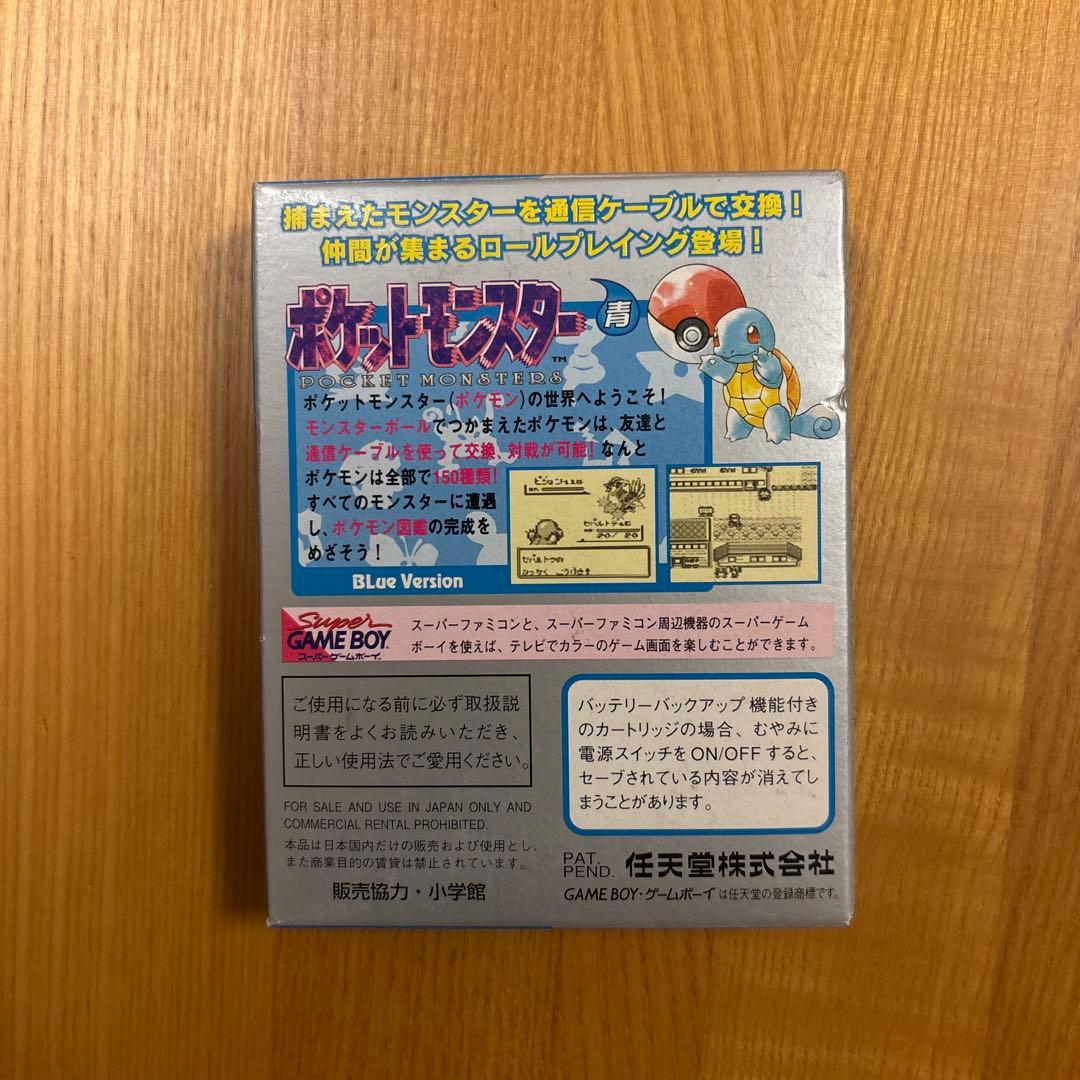 捕まえたモンスターを通信ケーブルで交換！
仲間が集まるロールプレイング登場！
ポケットモンスター 青
TM
POCKET MONSTERS
ポケットモンスター(ポケモン)の世界へようこそ！
モンスターボールでつかまえたポケモンは、友達と
通信ケーブルを使って交換、対戦が可能！なんと
ポケモンは全部で150種類！
すべてのモンスターに遭遇
し、ポケモン図鑑の完成を
めざそう！
BLue Version
20/ 20
GYM
Super
GAME BOY
スーパーゲームボーイ
スーパーファミコンと、スーパーファミコン周辺機器のスーパーゲーム
ボーイを使えば、テレビでカラーのゲーム画面を楽しむことができます。
ご使用になる前に必ず取扱説
明書をよくお読みいただき、
正しい使用法でご愛用ください。
バッテリーバックアップ機能付き
のカートリッジの場合、むやみに
電源スイッチをON/OFFすると、
セーブされている内容が消えてし
まうことがあります。
FOR SALE AND USE IN JAPAN ONLY AND
COMMERCIAL RENTAL PROHIBITED.
本品は日本国内だけの販売および使用とし、
また商業目的の賃貸は禁止されています。
販売協力・小学館
PAT.
PEND. 任天堂株式会社
GAME BOY・ゲームボーイは任天堂の登録商標です。